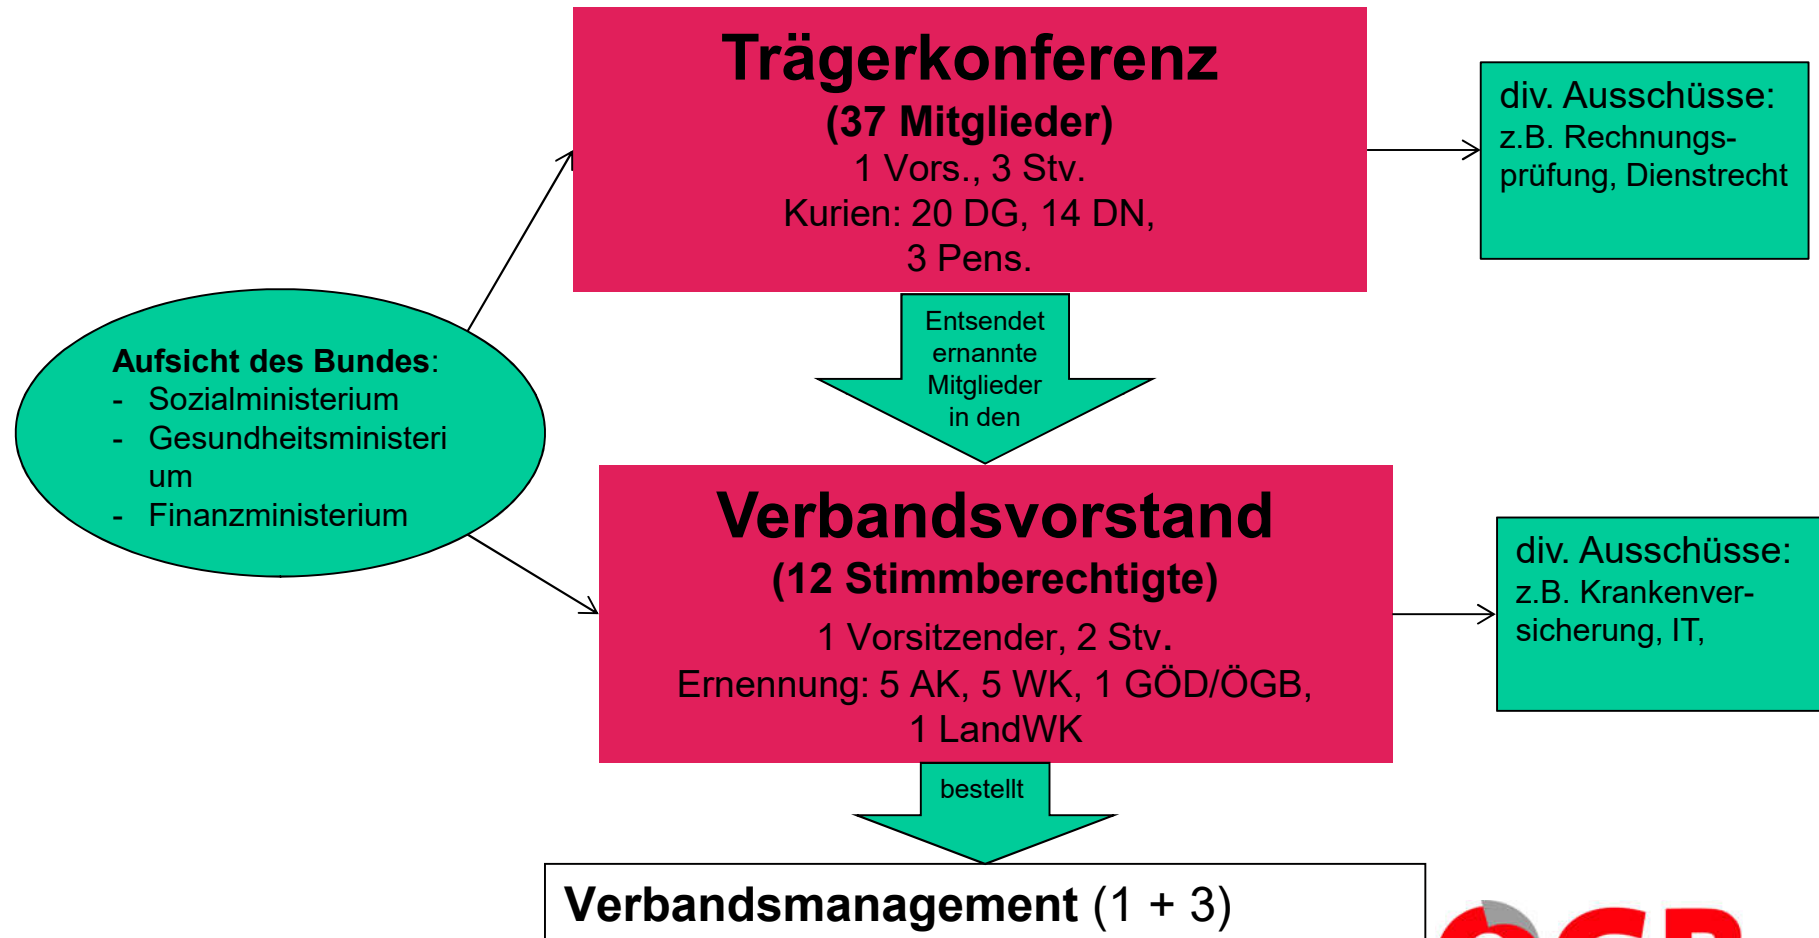 Trägerkonferenz
(37 Mitglieder)
1 Vors., 3 Stv.
Kurien: 20 DG, 14 DN,
3 Pens.
div. Ausschüsse:
z.B. Rechnungs-
prüfung, Dienstrecht
Entsendet
ernannte
Mitglieder
in den
Aufsicht des Bundes:
- Sozialministerium
- Gesundheitsministeri
um
- Finanzministerium
Verbandsvorstand
(12 Stimmberechtigte)
1 Vorsitzender, 2 Stv.
Ernennung: 5 AK, 5 WK, 1 GÖD/ÖGB,
1 LandWK
div. Ausschüsse:
z.B. Krankenver-
sicherung, IT,
bestellt
Verbandsmanagement (1 + 3)